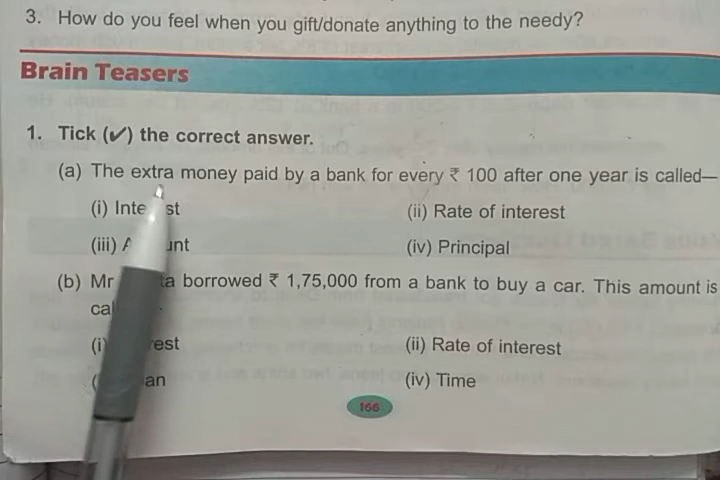 3. How do you feel when you gift/donate anything to the needy?
Brain Teasers
1. Tick (✓) the correct answer.
(a) The extra money paid by a bank for every ₹ 100 after one year is called—
(i) Inte st
(ii) Rate of interest
(iii) unt
(iv) Principal
(b) Mr a borrowed ₹ 1,75,000 from a bank to buy a car. This amount is
cal
(i) rest
(ii) Rate of interest
an
(iv) Time
166